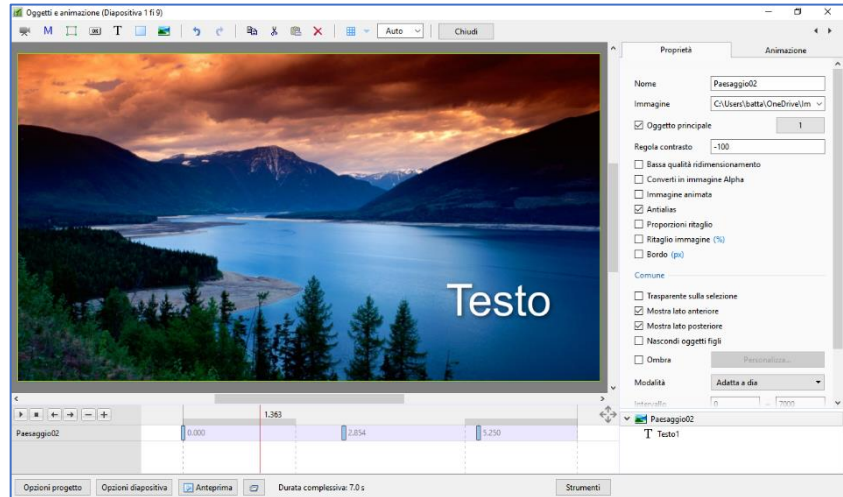 Oggetti e animazione (Diapositiva 1 fi 9)
M OK T Auto Chiudi
Proprietà Animazione
Nome Paesaggio02
Immagine C:\Users\batta\OneDrive\Im
Oggetto principale 1
Regola contrasto -100
Bassa qualità ridimensionamento
Converti in immagine Alpha
Immagine animata
Antialias
Proporzioni ritaglio
Ritaglio immagine (%)
Bordo (px)
Comune
Trasparente sulla selezione
Mostra lato anteriore
Mostra lato posteriore
Nascondi oggetti figli
Ombra Personalizza...
Modalità Adatta a dia
Intervallo 0 - 7000
Testo
1.363
Paesaggio02 0.000 2.854 5.250
Paesaggio02
T Testo1
Opzioni progetto Opzioni diapositiva Anteprima Durata complessiva: 7.0 s Strumenti